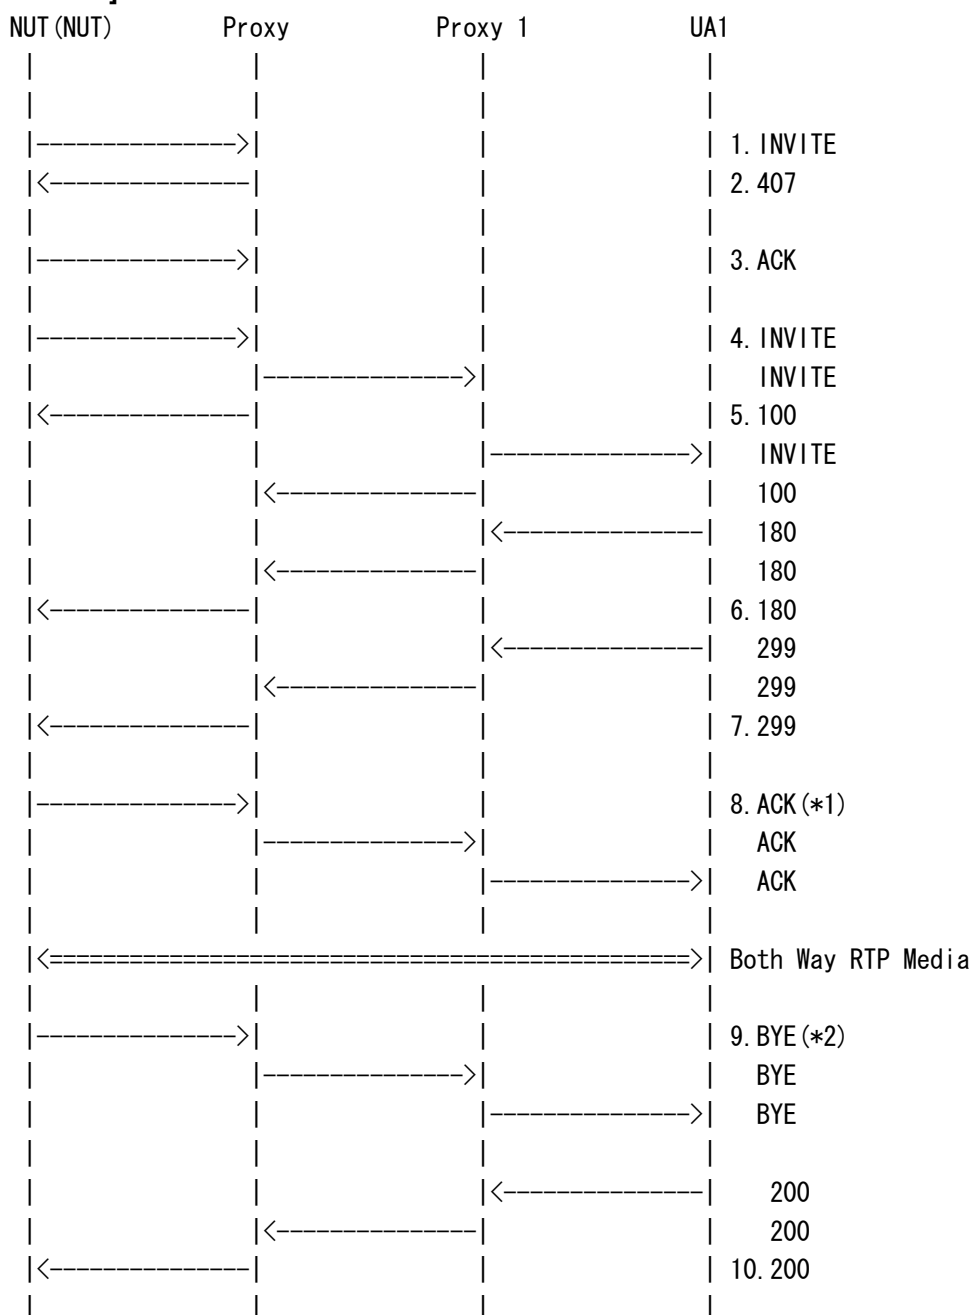 ]
NUT(NUT) Proxy Proxy 1 UA1
| | | |
| | | |
|--------------->| | | 1.INVITE
|<---------------| | | 2.407
| | | |
|--------------->| | | 3.ACK
| | | |
|--------------->| | | 4.INVITE
| |--------------->| | INVITE
|<---------------| | | 5.100
| | |--------------->| INVITE
| |<---------------| | 100
| | |<---------------| 180
| |<---------------| | 180
|<---------------| | | 6.180
| | |<---------------| 299
| |<---------------| | 299
|<---------------| | | 7.299
| | | |
|--------------->| | | 8.ACK(*1)
| |--------------->| | ACK
| | |--------------->| ACK
| | | |
|<================================================>| Both Way RTP Media
| | | |
|--------------->| | | 9.BYE(*2)
| |--------------->| | BYE
| | |--------------->| BYE
| | | |
| | |<---------------| 200
| |<---------------| | 200
|<---------------| | | 10.200
| | | |